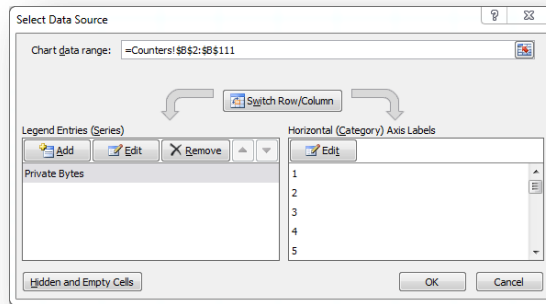 Select Data Source
Chart data range: =Counters!$B$2:$B$111
Switch Row/Column
Legend Entries (Series)
Add Edit Remove
Private Bytes
Horizontal (Category) Axis Labels
Edit
1
2
3
4
5
Hidden and Empty Cells
OK Cancel